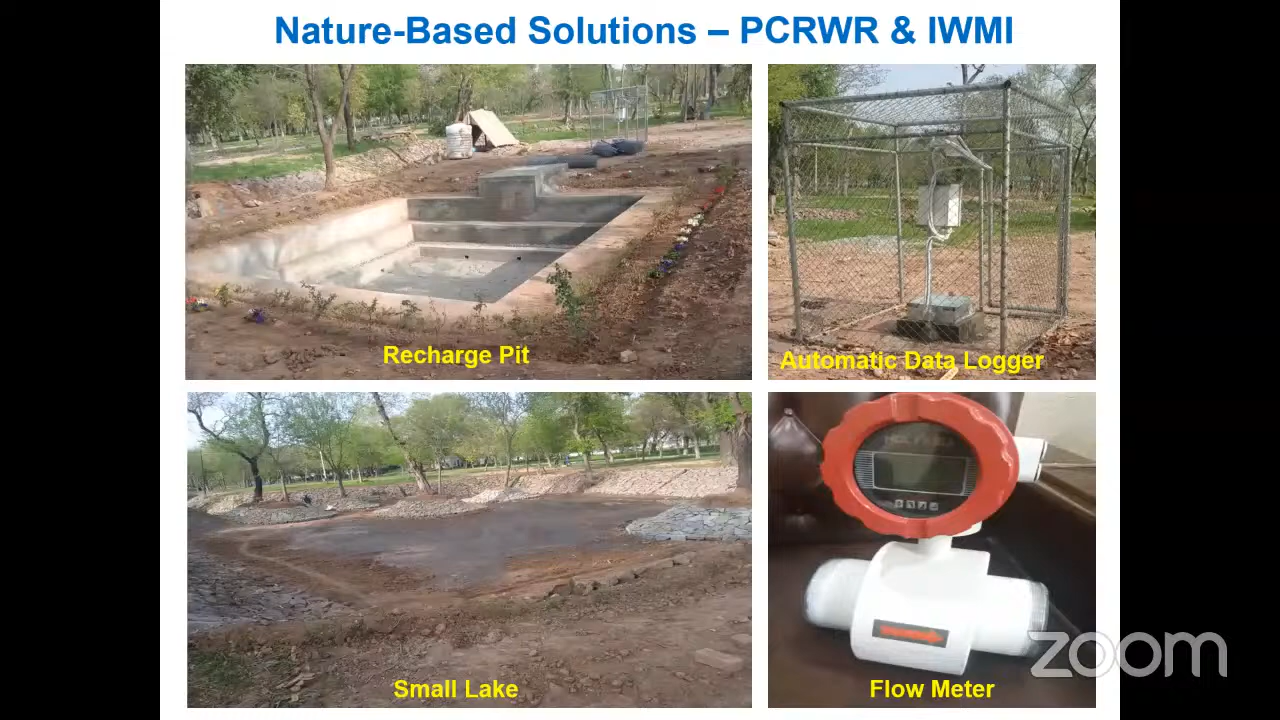 Nature-Based Solutions – PCRWR & IWMI
Recharge Pit
Automatic Data Logger
Small Lake
Flow Meter
zoom